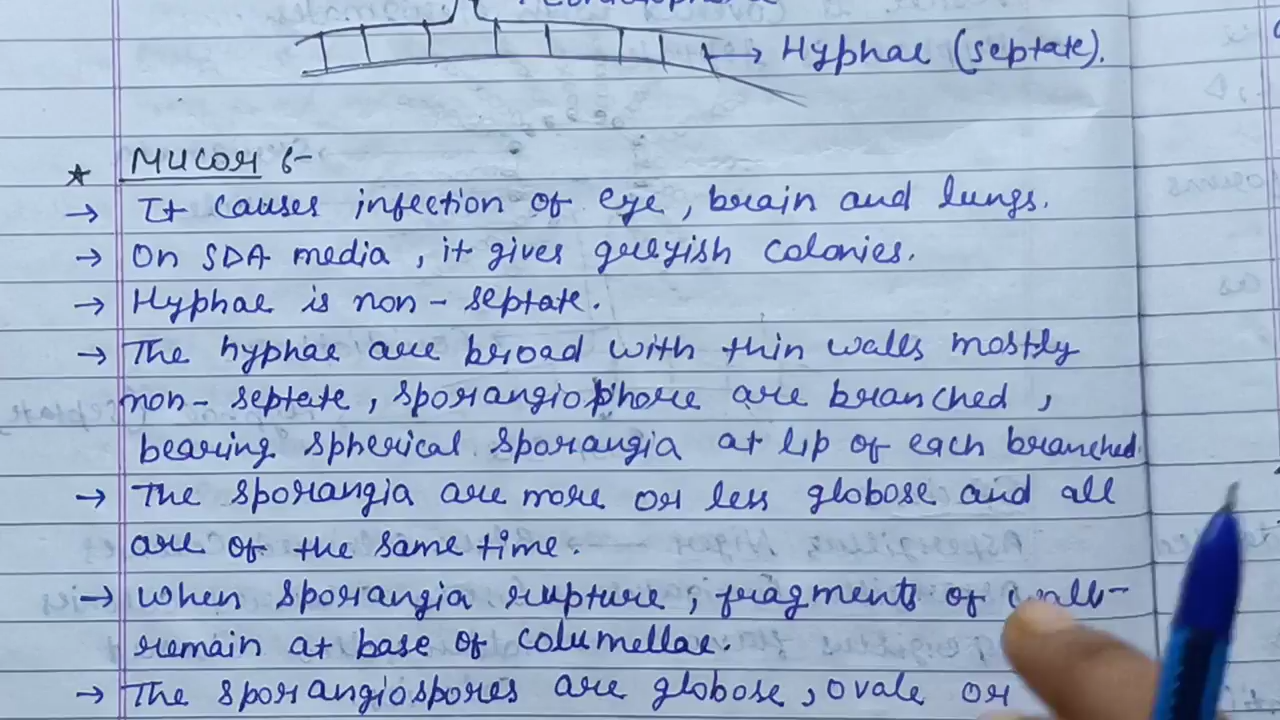 → Hyphae (septate).
* Mucor :-
→ It causes infection of eye, brain and lungs.
→ On SDA media, it gives greyish colonies.
→ Hyphae is non-septate.
→ The hyphae are broad with thin walls mostly
non-septate, sporangiophore are branched,
bearing spherical sporangia at tip of each branched.
→ The sporangia are more or less globose and all
are of the same time.
→ When sporangia rupture, fragments of
remain at base of columellae.
→ The sporangiospores are globose, ovale or